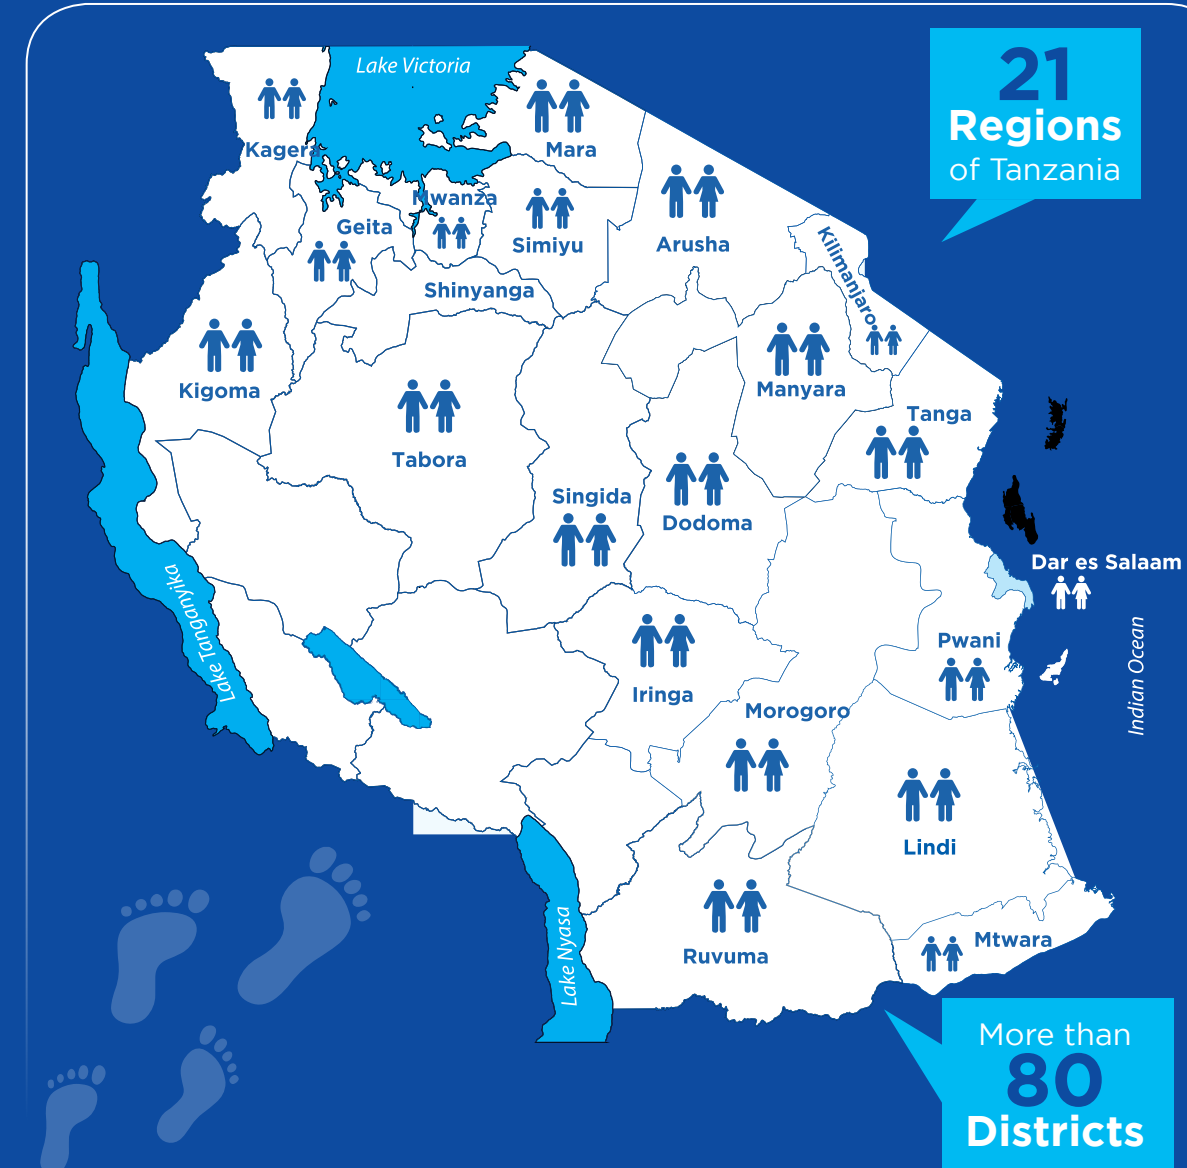 21
Regions
of Tanzania
Lake Victoria
Kagera
Mara
Mwanza
Geita
Simiyu
Arusha
Kilimanjaro
Shinyanga
Kigoma
Manyara
Tanga
Tabora
Singida
Dodoma
Dar es Salaam
Lake Tanganyika
Indian Ocean
Pwani
Iringa
Morogoro
Lindi
Lake Nyasa
Ruvuma
Mtwara
More than
80
Districts